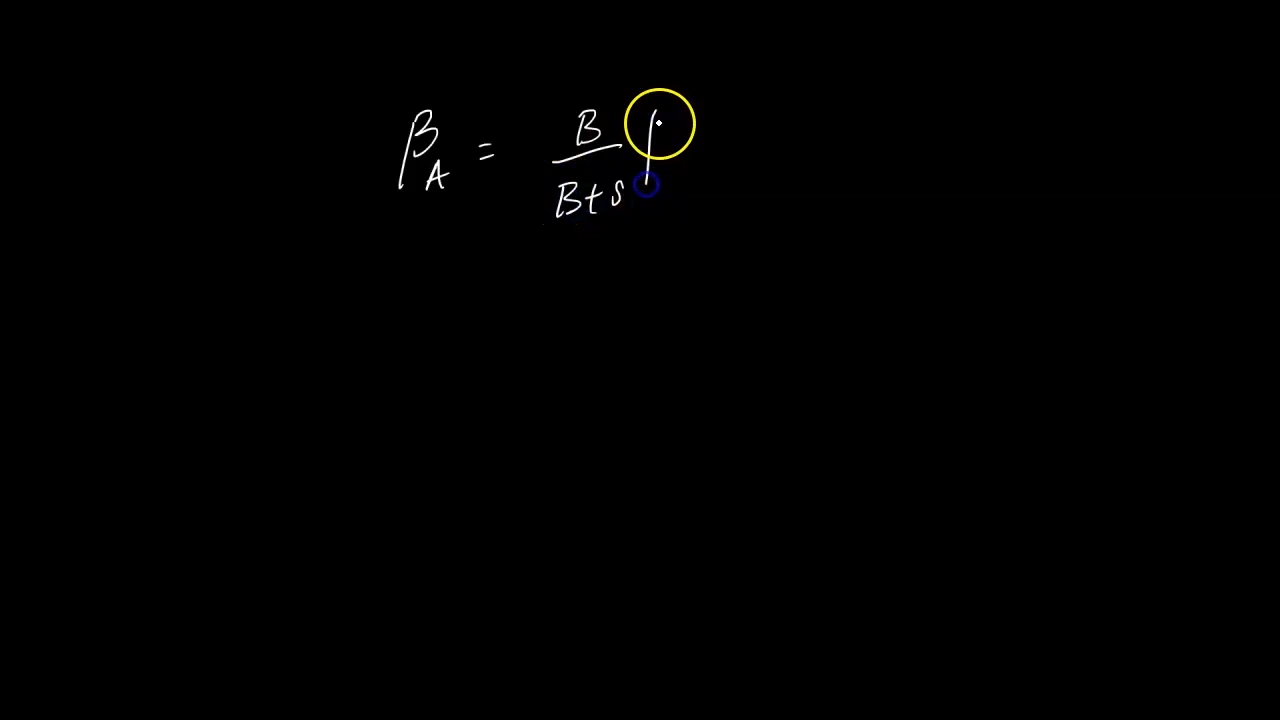 β_A = B/(B+S) |